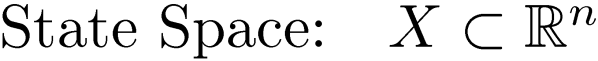 State Space: X ⊂ ℝⁿ